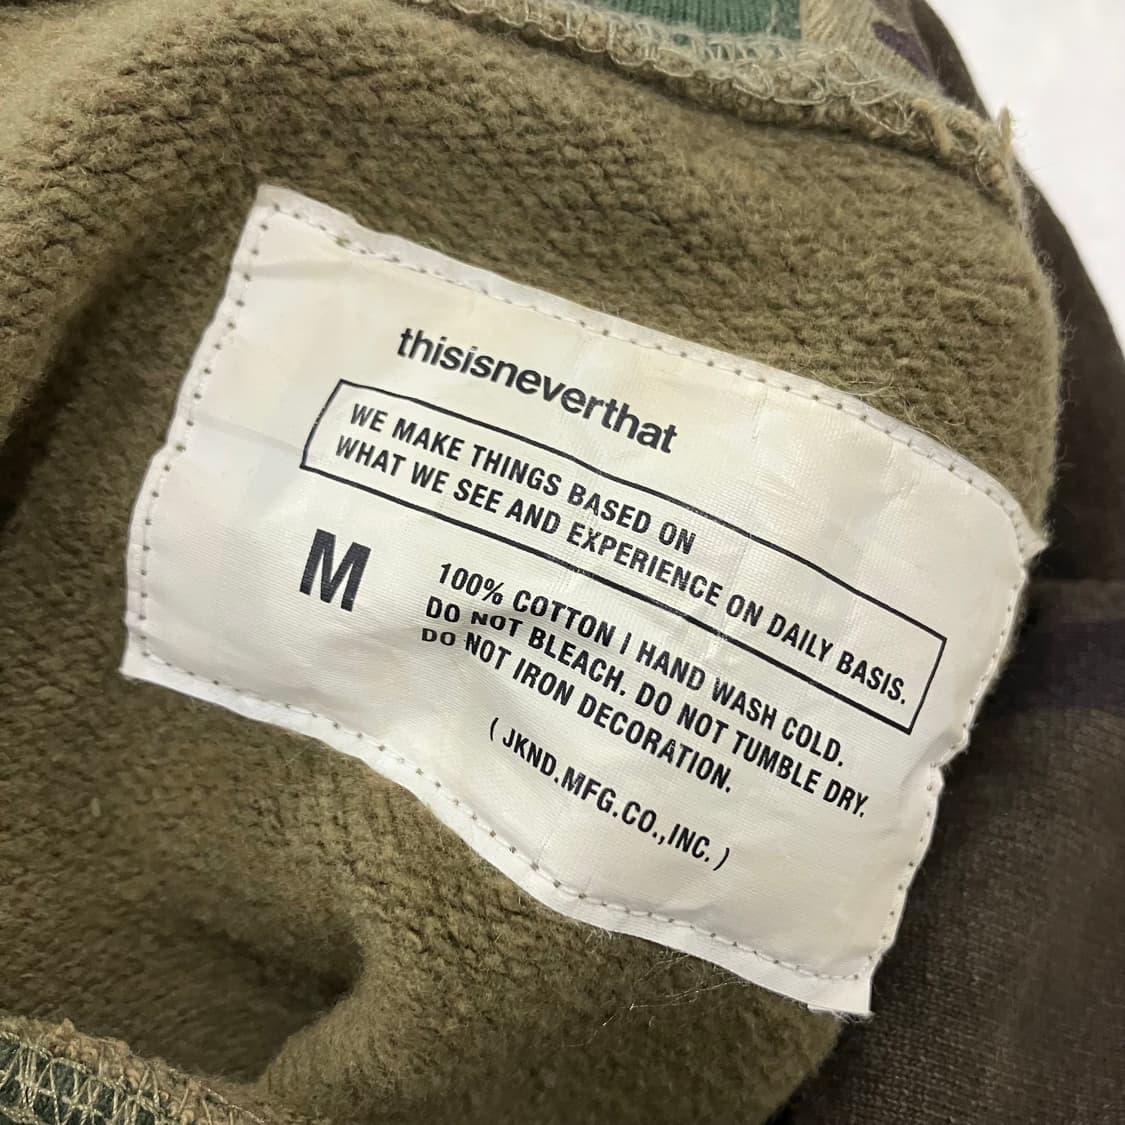 thisisneverthat
WE MAKE THINGS BASED ON
WHAT WE SEE AND EXPERIENCE ON DAILY BASIS.
M
100% COTTON | HAND WASH COLD.
DO NOT BLEACH. DO NOT TUMBLE DRY.
DO NOT IRON DECORATION.
( JKND.MFG.CO.,INC. )